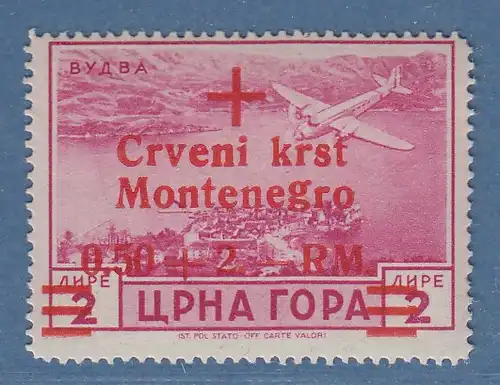 ВУДВА
Crveni krst
Montenegro
0.50 + 2.- RM.
ЛИРЕ ЛИРЕ
2 ЦРНА ГОРА 2
IST. POL. STATO-OFF. CARTE VALORI